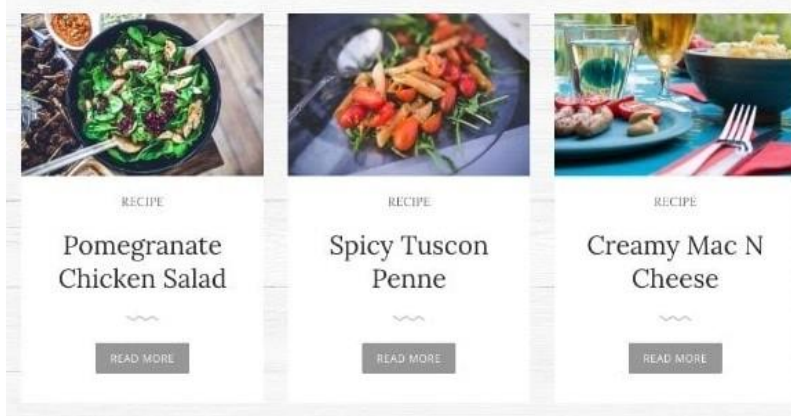 RECIPE
Pomegranate
Chicken Salad
READ MORE
RECIPE
Spicy Tuscon
Penne
READ MORE
RECIPE
Creamy Mac N
Cheese
READ MORE